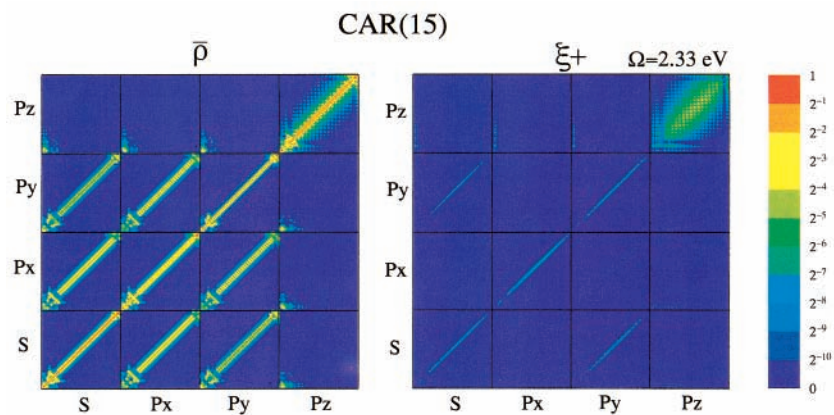 CAR(15)
ρ̄
ξ+
Ω=2.33 eV
Pz
Py
Px
S
S Px Py Pz
Pz
Py
Px
S
S Px Py Pz
1
2⁻¹
2⁻²
2⁻³
2⁻⁴
2⁻⁵
2⁻⁶
2⁻⁷
2⁻⁸
2⁻⁹
2⁻¹⁰
0